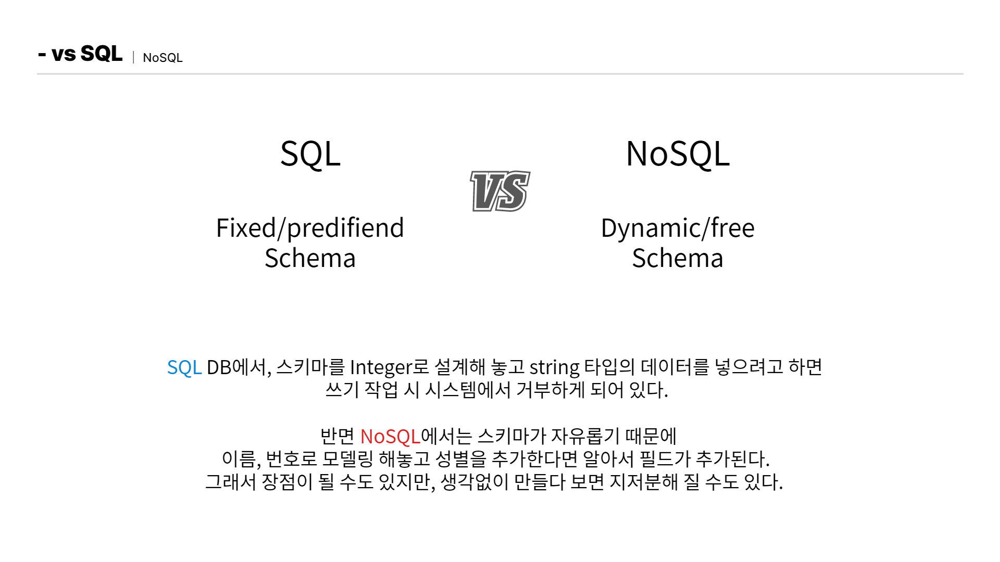 - vs SQL | NoSQL
SQL
NoSQL
VS
Fixed/predifiend
Schema
Dynamic/free
Schema
SQL DB에서, 스키마를 Integer로 설계해 놓고 string 타입의 데이터를 넣으려고 하면
쓰기 작업 시 시스템에서 거부하게 되어 있다.
반면 NoSQL에서는 스키마가 자유롭기 때문에
이름, 번호로 모델링 해놓고 성별을 추가한다면 알아서 필드가 추가된다.
그래서 장점이 될 수도 있지만, 생각없이 만들다 보면 지저분해 질 수도 있다.